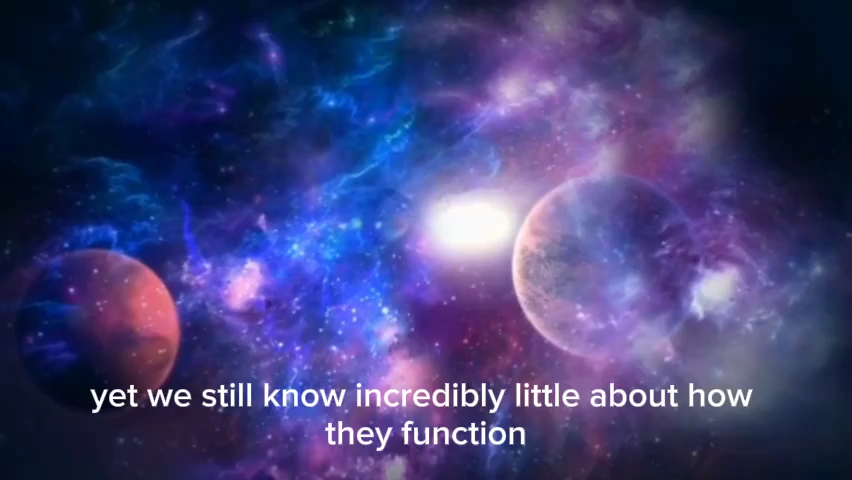 yet we still know incredibly little about how
they function